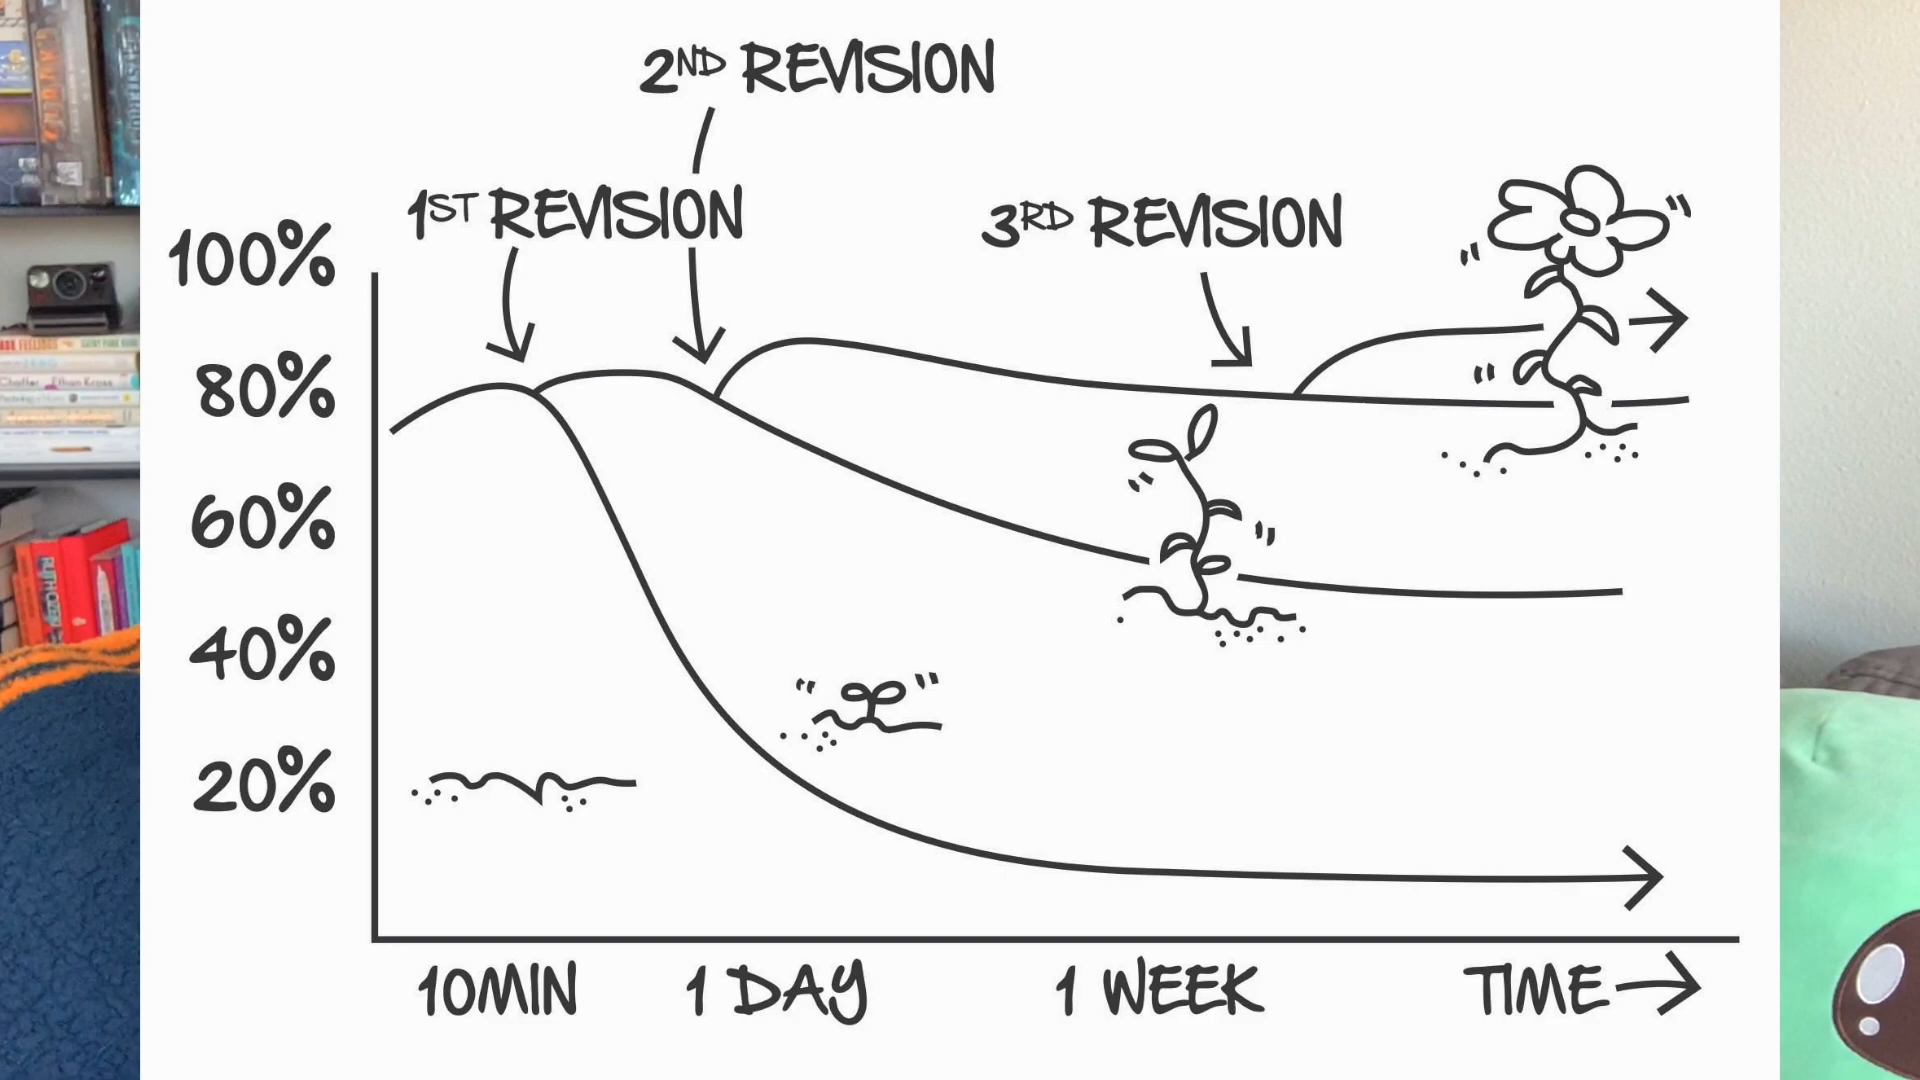 2ND REVISION
1ST REVISION
3RD REVISION
100%
80%
60%
40%
20%
10MIN
1 DAY
1 WEEK
TIME